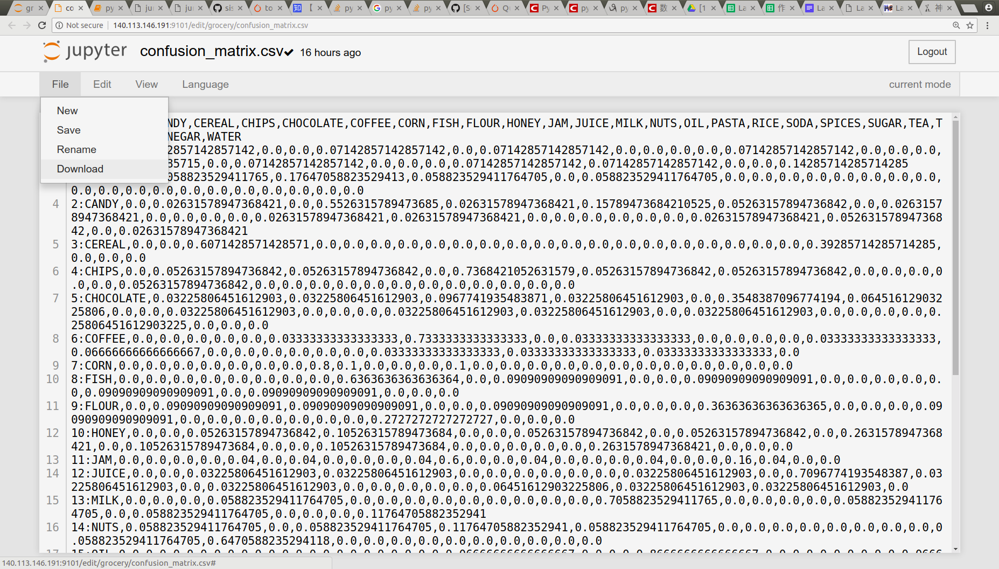 gr
co
py
jur
jur
sis
to
知
【
py
py
py
[S
Qu
Py
py
py
数
[1
La
作
La
La
La
神
Not secure
140.113.146.191:9101/edit/grocery/confusion_matrix.csv
jupyter confusion_matrix.csv 16 hours ago
Logout
File Edit View Language current mode
New
Save
Rename
Download
NDY,CEREAL,CHIPS,CHOCOLATE,COFFEE,CORN,FISH,FLOUR,HONEY,JAM,JUICE,MILK,NUTS,OIL,PASTA,RICE,SODA,SPICES,SUGAR,TEA,T
NEGAR,WATER
2857142857142,0.0,0.0,0.07142857142857142,0.0,0.07142857142857142,0.0,0.0,0.0,0.0,0.07142857142857142,0.0,0.0,0.0,
85715,0.0,0.07142857142857142,0.0,0.0,0.0,0.07142857142857142,0.07142857142857142,0.0,0.0,0.14285714285714285
058823529411765,0.17647058823529413,0.058823529411764705,0.0,0.058823529411764705,0.0,0.0,0.0,0.0,0.0,0.0,0.0,0.0,
0.0,0.0,0.0,0.0,0.0,0.0,0.0,0.0,0.0,0.0,0.0
4 2:CANDY,0.0,0.02631578947368421,0.0,0.5526315789473685,0.02631578947368421,0.15789473684210525,0.05263157894736842,0.0,0.0263157
8947368421,0.0,0.0,0.0,0.0,0.02631578947368421,0.02631578947368421,0.0,0.0,0.0,0.0,0.0,0.0,0.02631578947368421,0.052631578947368
42,0.0,0.02631578947368421
5 3:CEREAL,0.0,0.0,0.6071428571428571,0.0,0.0,0.0,0.0,0.0,0.0,0.0,0.0,0.0,0.0,0.0,0.0,0.0,0.0,0.0,0.0,0.0,0.0,0.39285714285714285,
0.0,0.0,0.0
6 4:CHIPS,0.0,0.05263157894736842,0.05263157894736842,0.0,0.7368421052631579,0.05263157894736842,0.05263157894736842,0.0,0.0,0.0,0
.0,0.0,0.05263157894736842,0.0,0.0,0.0,0.0,0.0,0.0,0.0,0.0,0.0,0.0,0.0,0.0
7 5:CHOCOLATE,0.03225806451612903,0.03225806451612903,0.0967741935483871,0.03225806451612903,0.0,0.3548387096774194,0.064516129032
25806,0.0,0.0,0.03225806451612903,0.0,0.0,0.0,0.03225806451612903,0.03225806451612903,0.0,0.03225806451612903,0.0,0.0,0.0,0.0,0.
25806451612903225,0.0,0.0,0.0
8 6:COFFEE,0.0,0.0,0.0,0.0,0.0,0.03333333333333333,0.7333333333333333,0.0,0.03333333333333333,0.0,0.0,0.0,0.0,0.03333333333333333,
0.06666666666666667,0.0,0.0,0.0,0.0,0.0,0.0,0.03333333333333333,0.03333333333333333,0.03333333333333333,0.0
9 7:CORN,0.0,0.0,0.0,0.0,0.0,0.0,0.0,0.8,0.1,0.0,0.0,0.0,0.1,0.0,0.0,0.0,0.0,0.0,0.0,0.0,0.0,0.0,0.0,0.0,0.0
10 8:FISH,0.0,0.0,0.0,0.0,0.0,0.0,0.0,0.0,0.6363636363636364,0.0,0.09090909090909091,0.0,0.0,0.09090909090909091,0.0,0.0,0.0,0.0,0.
0,0.09090909090909091,0.0,0.09090909090909091,0.0,0.0,0.0
11 9:FLOUR,0.0,0.09090909090909091,0.09090909090909091,0.0,0.0,0.09090909090909091,0.0,0.0,0.0,0.36363636363636365,0.0,0.0,0.0,0.09
090909090909091,0.0,0.0,0.0,0.0,0.0,0.0,0.0,0.2727272727272727,0.0,0.0,0.0
12 10:HONEY,0.0,0.0,0.05263157894736842,0.10526315789473684,0.0,0.0,0.05263157894736842,0.0,0.05263157894736842,0.0,0.2631578947368
421,0.0,0.10526315789473684,0.0,0.0,0.10526315789473684,0.0,0.0,0.0,0.0,0.0,0.2631578947368421,0.0,0.0,0.0
13 11:JAM,0.0,0.0,0.0,0.0,0.04,0.0,0.04,0.0,0.0,0.0,0.04,0.6,0.0,0.0,0.04,0.0,0.0,0.0,0.04,0.0,0.0,0.16,0.04,0.0,0.0
14 12:JUICE,0.0,0.0,0.03225806451612903,0.03225806451612903,0.0,0.0,0.0,0.0,0.0,0.0,0.03225806451612903,0.0,0.7096774193548387,0.03
225806451612903,0.0,0.03225806451612903,0.0,0.0,0.0,0.0,0.0,0.06451612903225806,0.03225806451612903,0.03225806451612903,0.0
15 13:MILK,0.0,0.0,0.0,0.058823529411764705,0.0,0.0,0.0,0.0,0.0,0.0,0.0,0.0,0.0,0.7058823529411765,0.0,0.0,0.0,0.0,0.05882352941176
4705,0.0,0.058823529411764705,0.0,0.0,0.0,0.11764705882352941
16 14:NUTS,0.058823529411764705,0.0,0.058823529411764705,0.11764705882352941,0.058823529411764705,0.0,0.0,0.0,0.0,0.0,0.0,0.0,0.0,0
.058823529411764705,0.6470588235294118,0.0,0.0,0.0,0.0,0.0,0.0,0.0,0.0,0.0,0.0
140.113.146.191:9101/edit/grocery/confusion_matrix.csv#